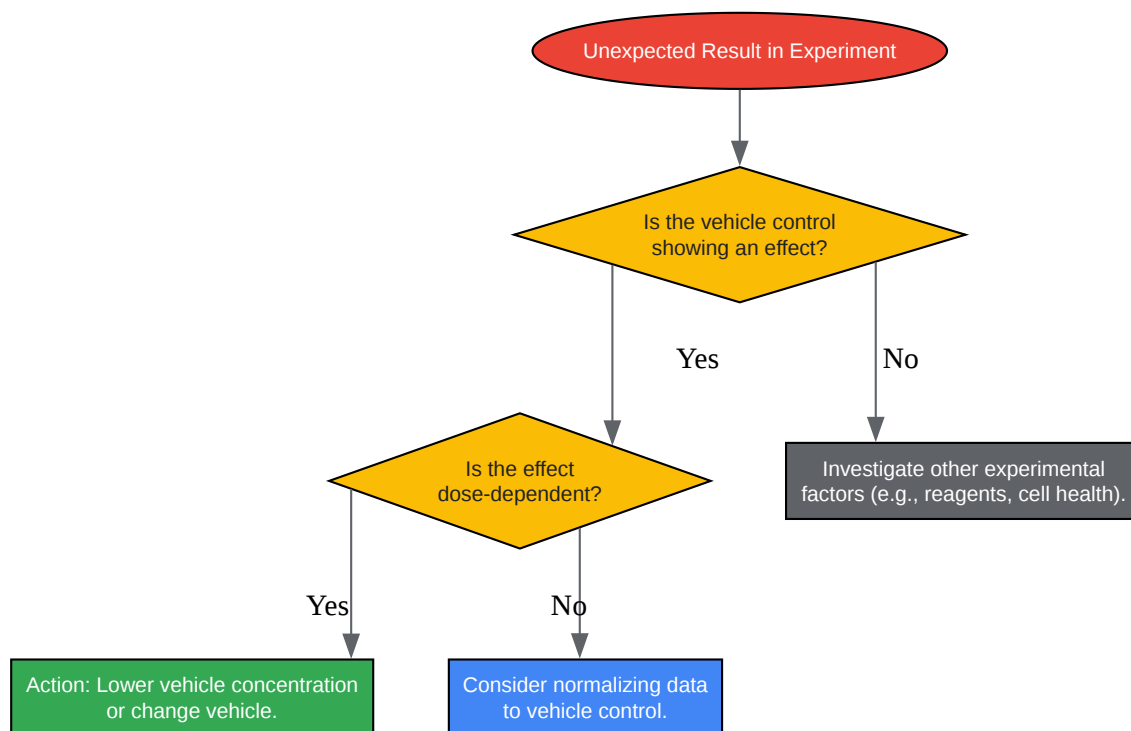 Unexpected Result in Experiment
Is the vehicle control
showing an effect?
Yes
No
Is the effect
dose-dependent?
Investigate other experimental
factors (e.g., reagents, cell health).
Yes
No
Action: Lower vehicle concentration
or change vehicle.
Consider normalizing data
to vehicle control.